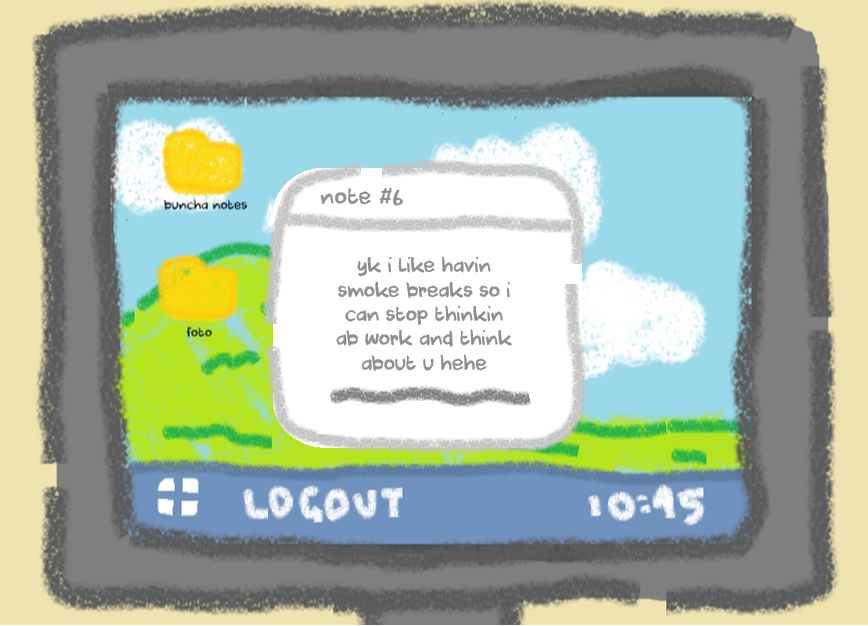 buncha notes
foto
note #6
yk i like havin
smoke breaks so i
can stop thinkin
ab work and think
about u hehe
LOGOUT
10:45